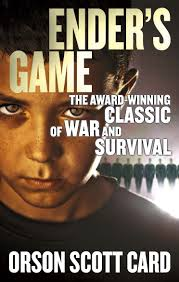 ENDER'S
GAME
THE AWARD-WINNING
CLASSIC
OF WAR AND
SURVIVAL
ORSON SCOTT CARD